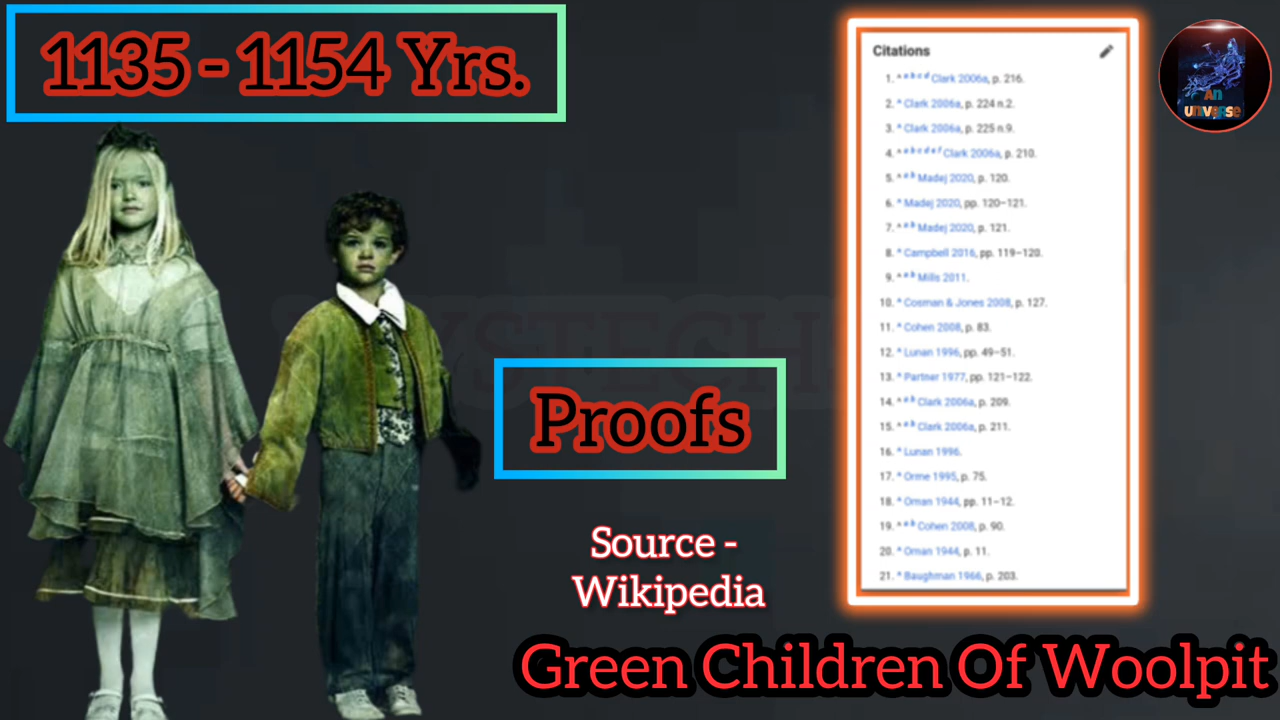 1135 - 1154 Yrs.
Citations
1. ^ a b c d Clark 2006a, p. 216.
2. ^ Clark 2006a, p. 224 n.2.
3. ^ Clark 2006a, p. 225 n.9.
4. ^ a b c d e f Clark 2006a, p. 210.
5. ^ a b Madej 2020, p. 120.
6. ^ Madej 2020, pp. 120–121.
7. ^ a b Madej 2020, p. 121.
8. ^ Campbell 2016, pp. 119–120.
9. ^ a b Mills 2011.
10. ^ Cosman & Jones 2008, p. 127.
11. ^ Cohen 2008, p. 83.
12. ^ Lunan 1996, pp. 49–51.
13. ^ Partner 1977, pp. 121–122.
14. ^ a b Clark 2006a, p. 209.
15. ^ a b Clark 2006a, p. 211.
16. ^ Lunan 1996.
17. ^ Orme 1995, p. 75.
18. ^ Oman 1944, pp. 11–12.
19. ^ a b Cohen 2008, p. 90.
20. ^ Oman 1944, p. 11.
21. ^ Baughman 1966, p. 203.
An
Universe
Proofs
Source -
Wikipedia
Green Children Of Woolpit